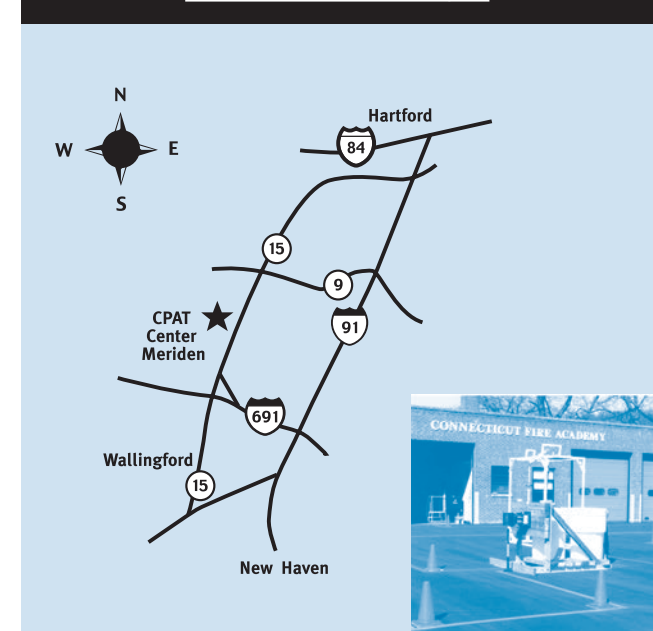 N
Hartford
84
W
E
S
15
9
CPAT
Center
Meriden
91
691
CONNECTICUT FIRE ACADEMY
Wallingford
15
New Haven